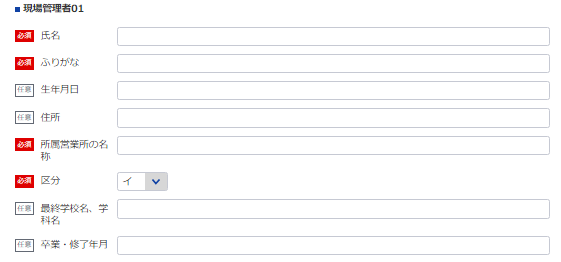 ■ 現場管理者01
必須 氏名
必須 ふりがな
任意 生年月日
任意 住所
必須 所属営業所の名
称
必須 区分 イ
任意 最終学校名、学
科名
任意 卒業・修了年月